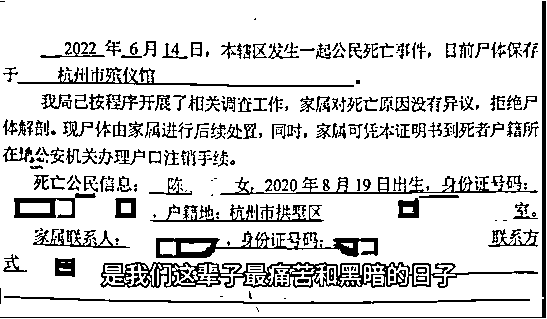 2022 年 6 月 14 日，本辖区发生一起公民死亡事件，目前尸体保存
于 杭州市殡仪馆 .
我局已按程序开展了相关调查工作，家属对死亡原因没有异议，拒绝尸
体解剖。现尸体由家属进行后续处置，同时，家属可凭本证明书到死者户籍所
在地公安机关办理户口注销手续。
死亡公民信息： 陈 女，2020 年 8 月 19 日出生，身份证号码：
，户籍地：杭州市拱墅区 室。
家属联系人： ，身份证号码： 联系方
式
是我们这辈子最痛苦和黑暗的日子